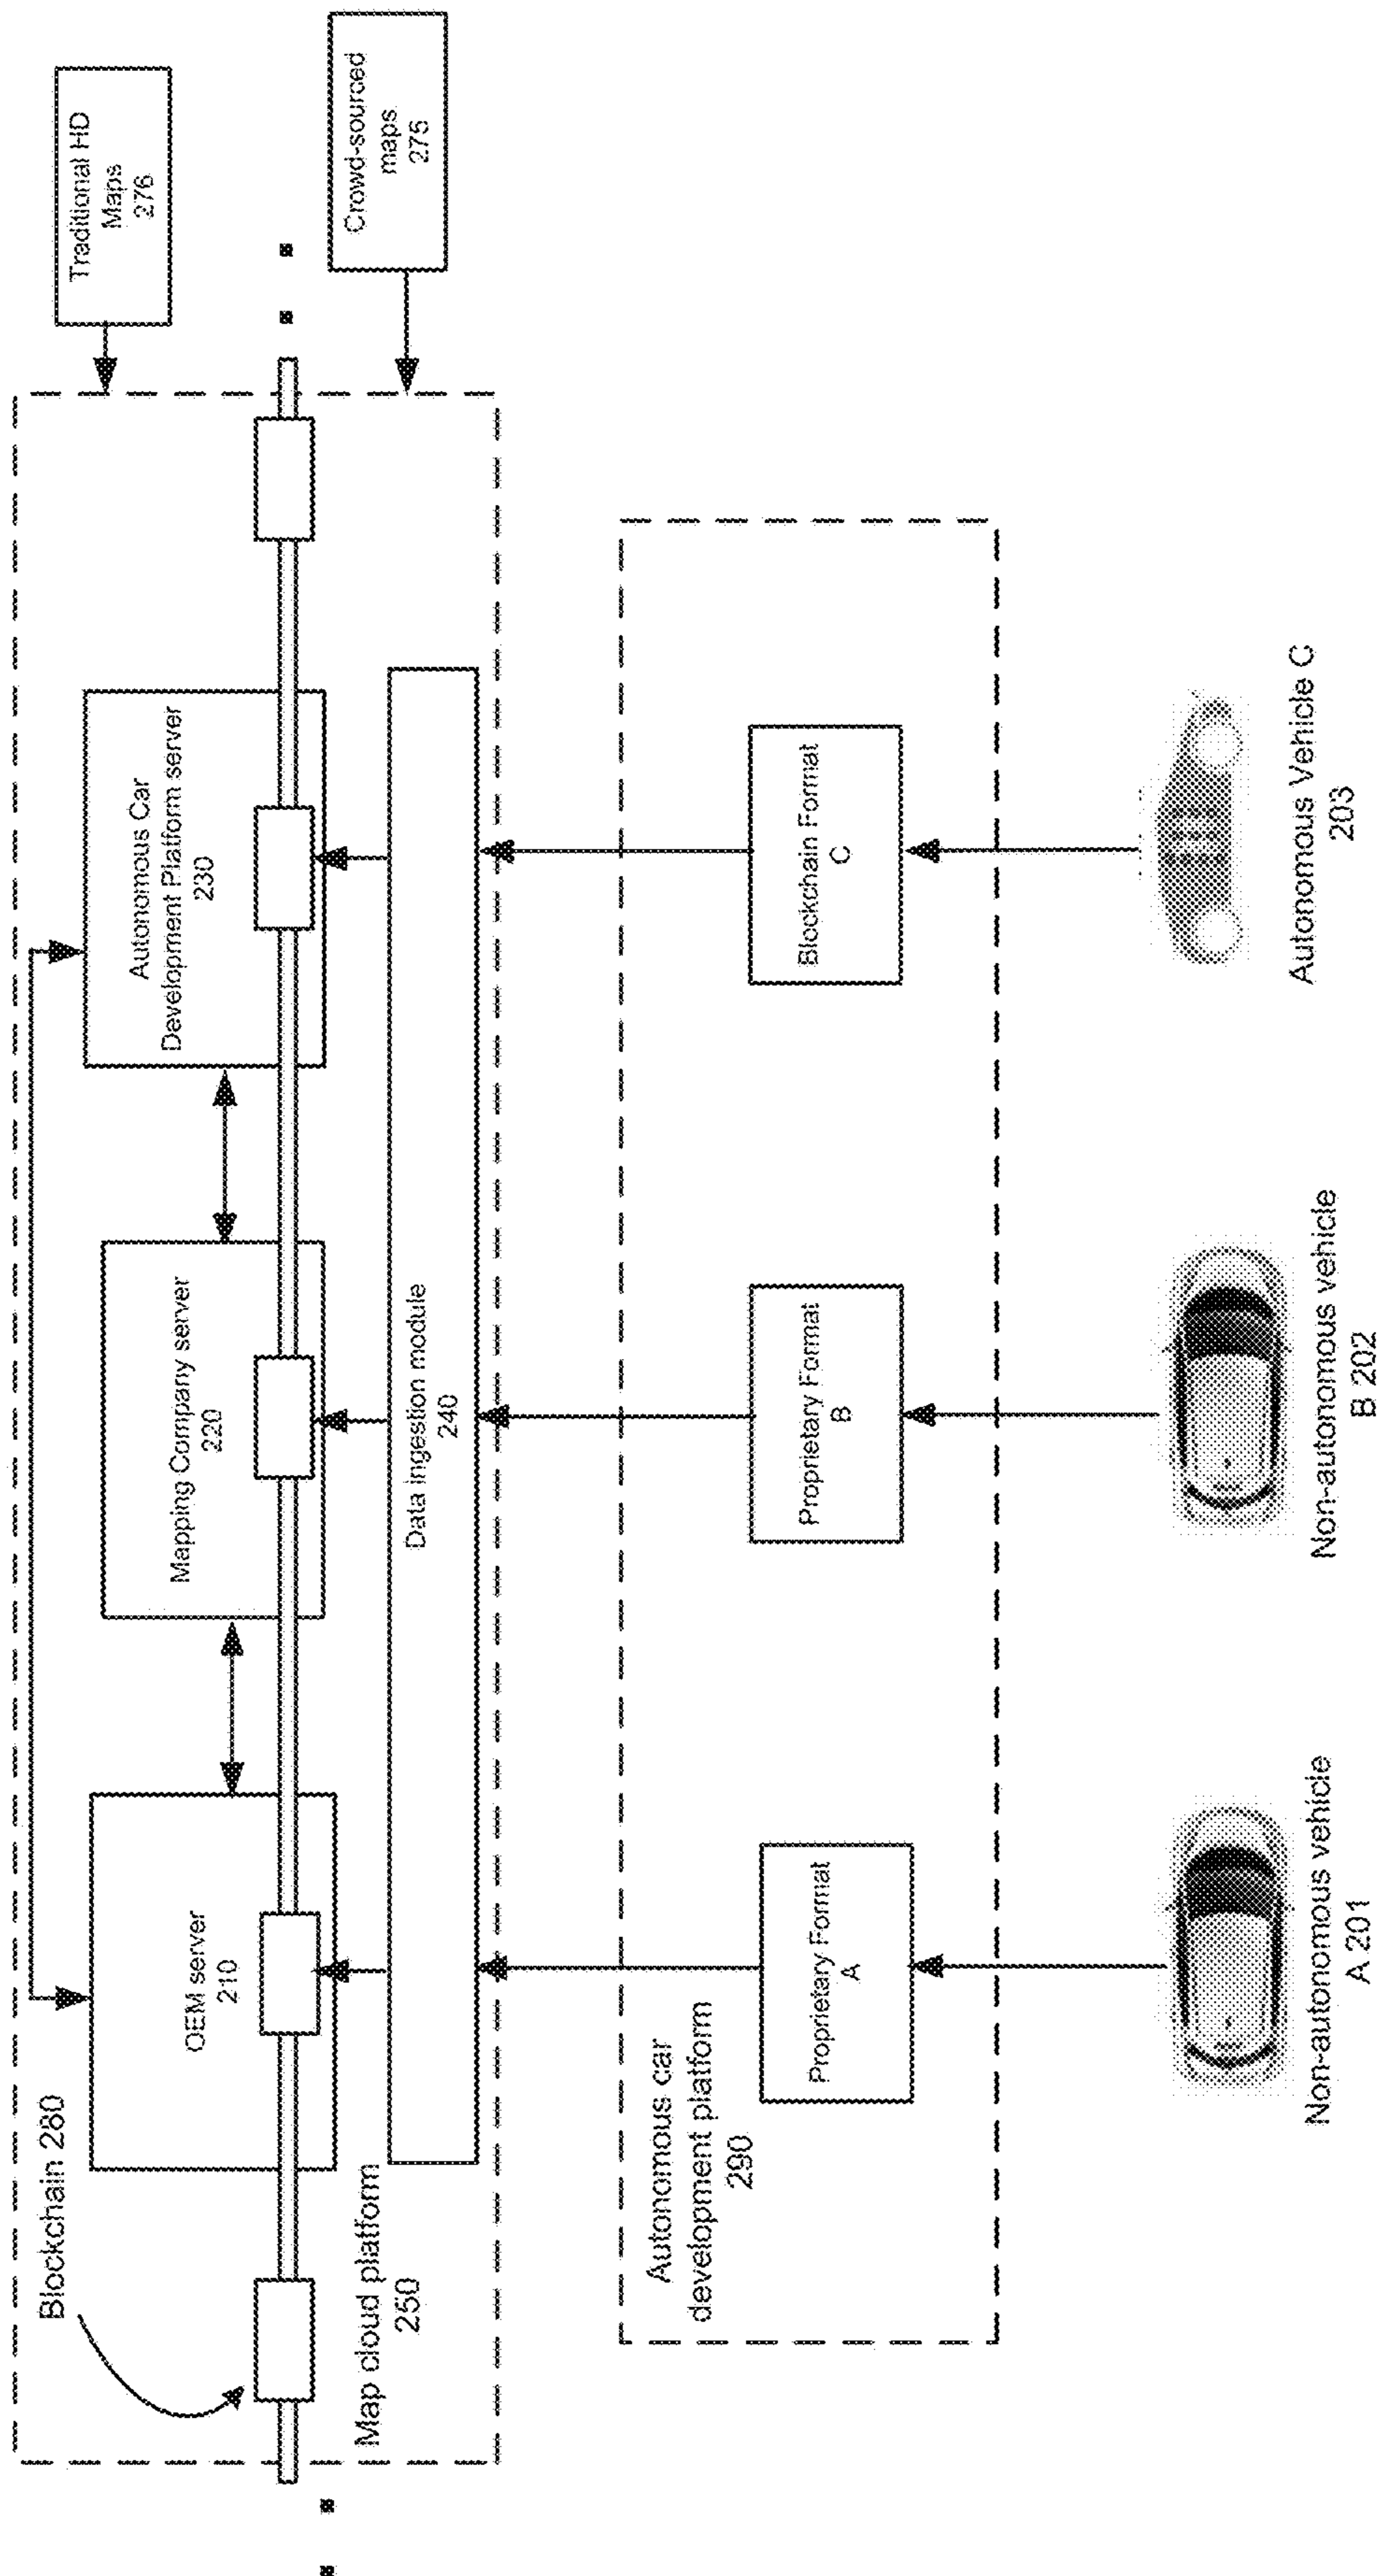 Blockchain 280
OEM server
210
Mapping Company server
220
Autonomous Car
Development Platform server
230
Traditional HD
Maps
276
Map cloud platform
250
Data ingestion module
240
Crowd-sourced
maps
275
Autonomous car
development platform
290
Proprietary Format
A
Proprietary Format
B
Blockchain Format
C
Non-autonomous vehicle
A 201
Non-autonomous vehicle
B 202
Autonomous Vehicle C
203